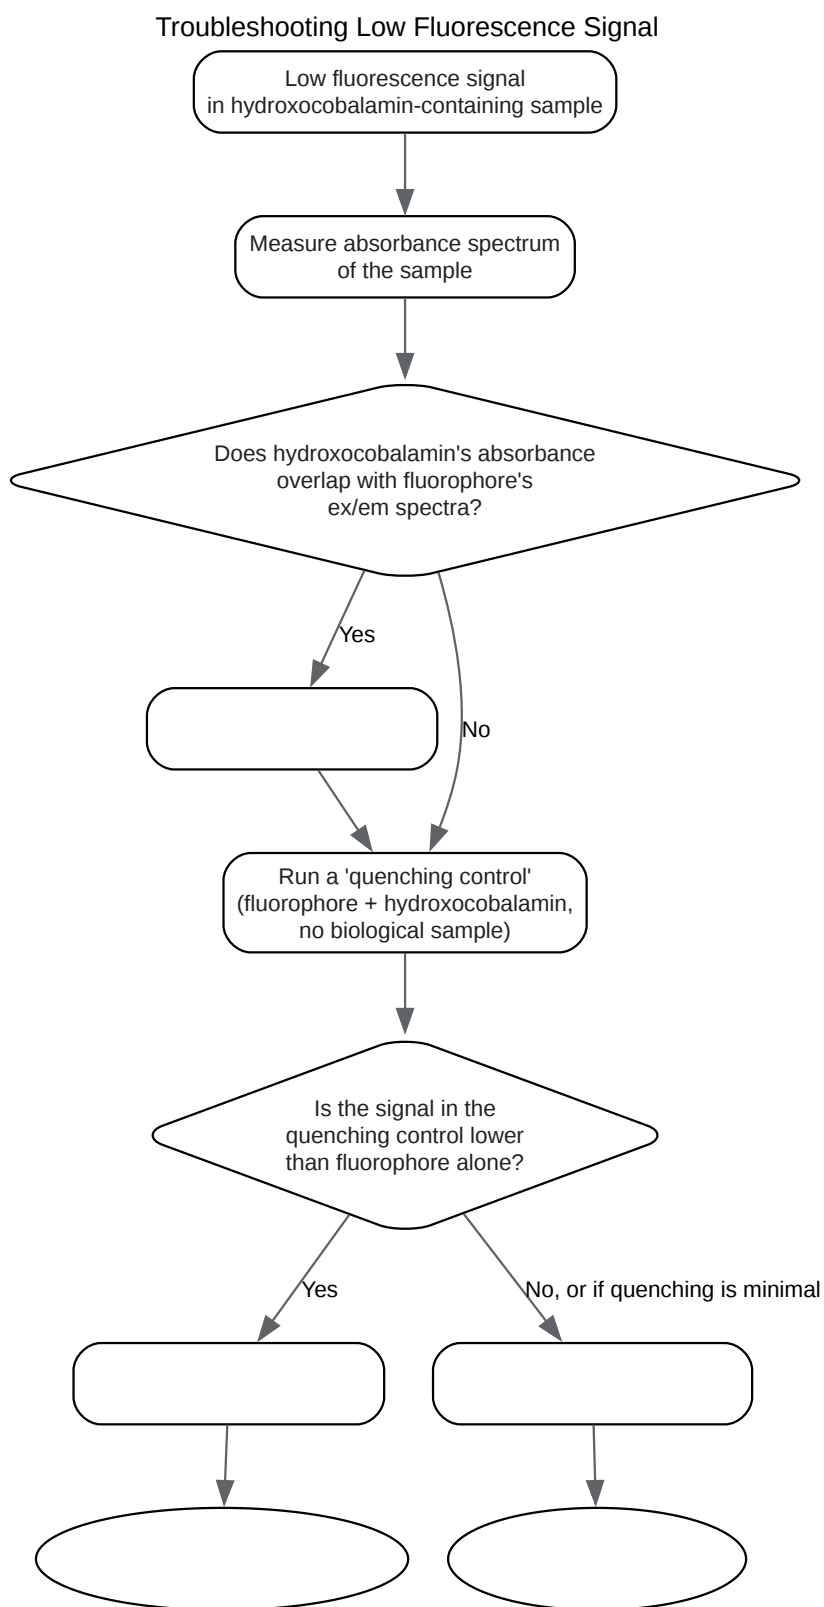 Troubleshooting Low Fluorescence Signal
Low fluorescence signal
in hydroxocobalamin-containing sample
Measure absorbance spectrum
of the sample
Does hydroxocobalamin's absorbance
overlap with fluorophore's
ex/em spectra?
Yes
No
Run a 'quenching control'
(fluorophore + hydroxocobalamin,
no biological sample)
Is the signal in the
quenching control lower
than fluorophore alone?
Yes
No, or if quenching is minimal